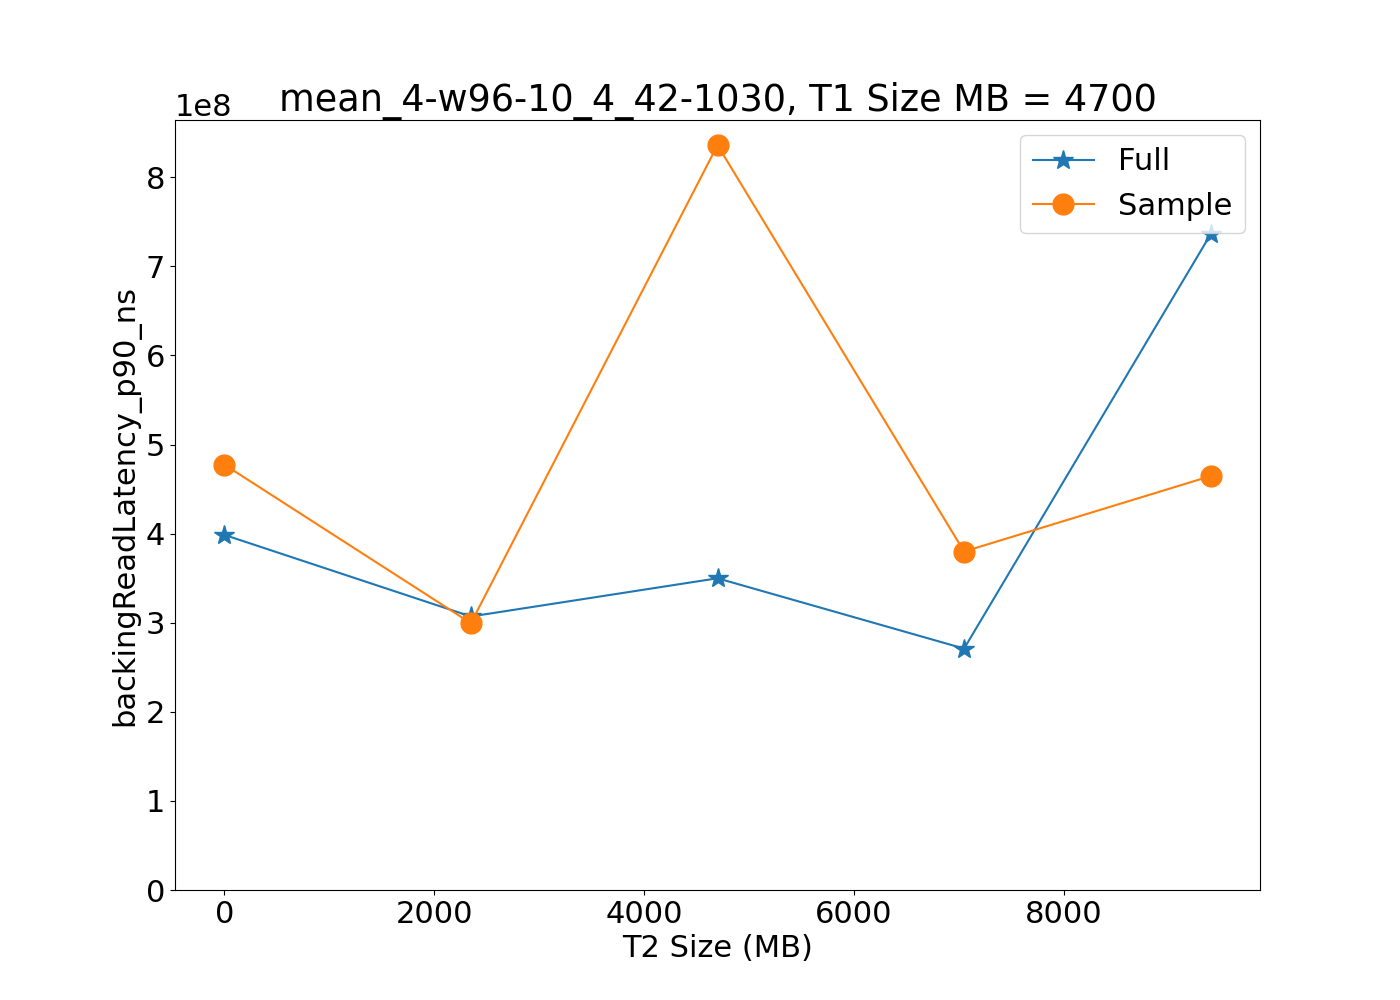 mean_4-w96-10_4_42-1030, T1 Size MB = 4700
1e8
Full
Sample
8
7
6
5
4
3
2
1
0
backingReadLatency_p90_ns
0 2000 4000 6000 8000
T2 Size (MB)